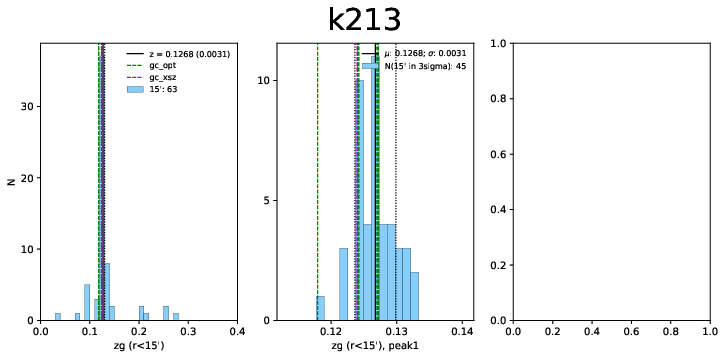 k213
N
30
20
10
0
0.0 0.1 0.2 0.3 0.4
zg (r<15')
z = 0.1268 (0.0031)
gc_opt
gc_xsz
15': 63
10
5
0
0.12 0.13 0.14
zg (r<15'), peak1
μ: 0.1268; σ: 0.0031
N(15' in 3sigma): 45
1.0
0.8
0.6
0.4
0.2
0.0
0.0 0.2 0.4 0.6 0.8 1.0